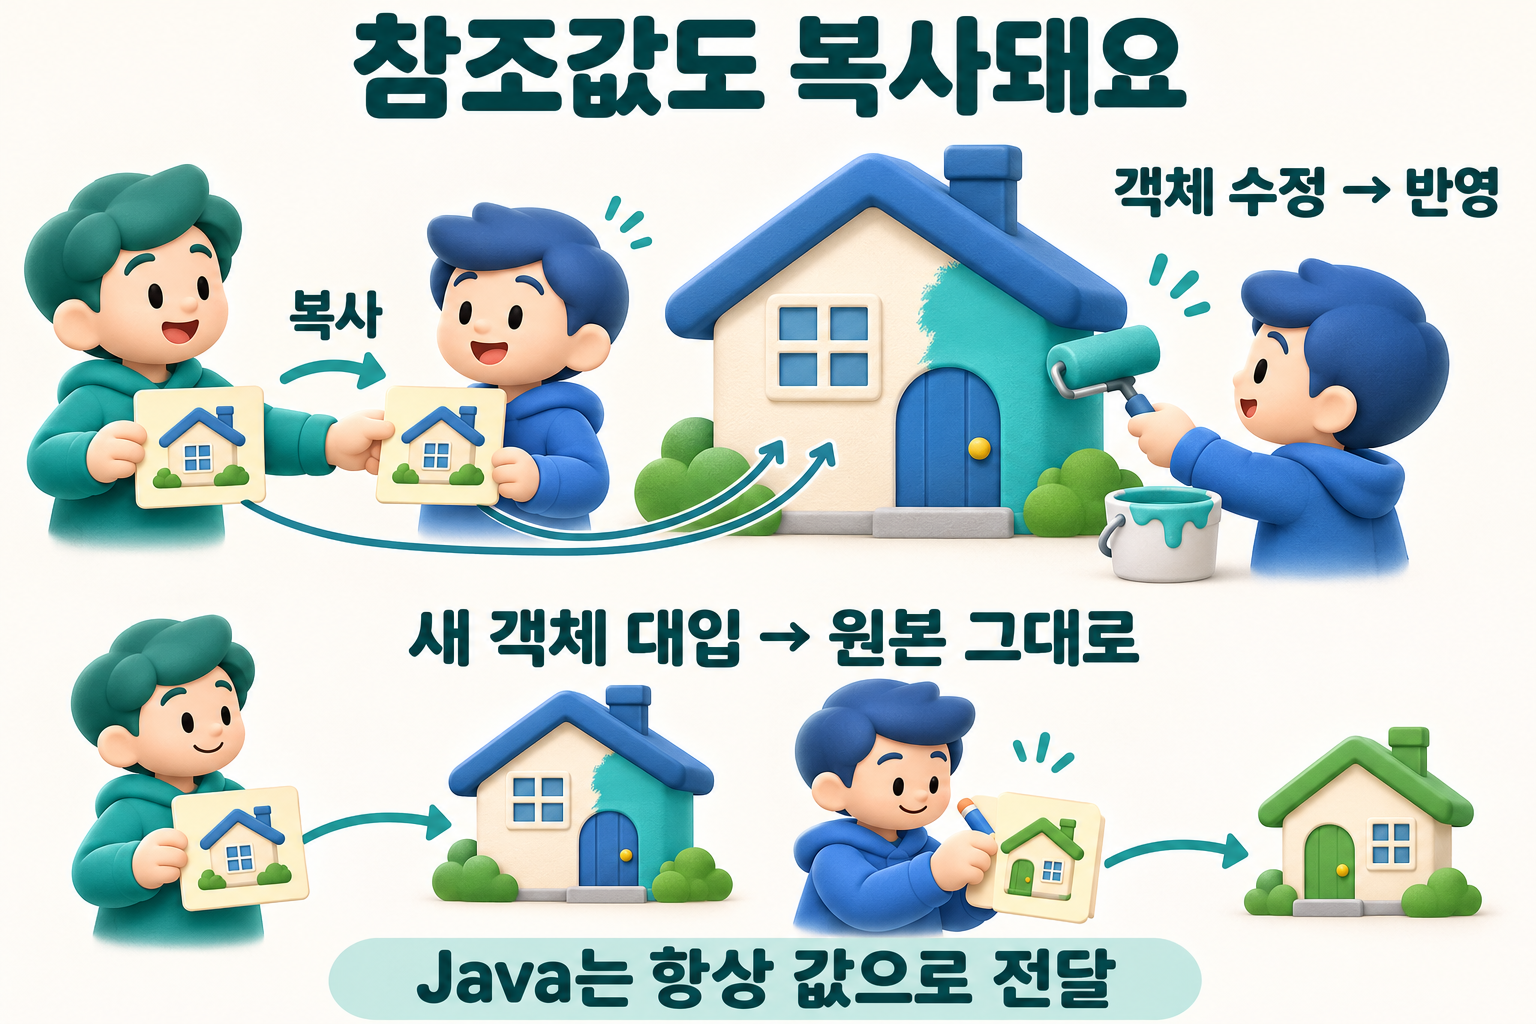 참조값도 복사돼요
객체 수정 → 반영
복사
새 객체 대입 → 원본 그대로
Java는 항상 값으로 전달